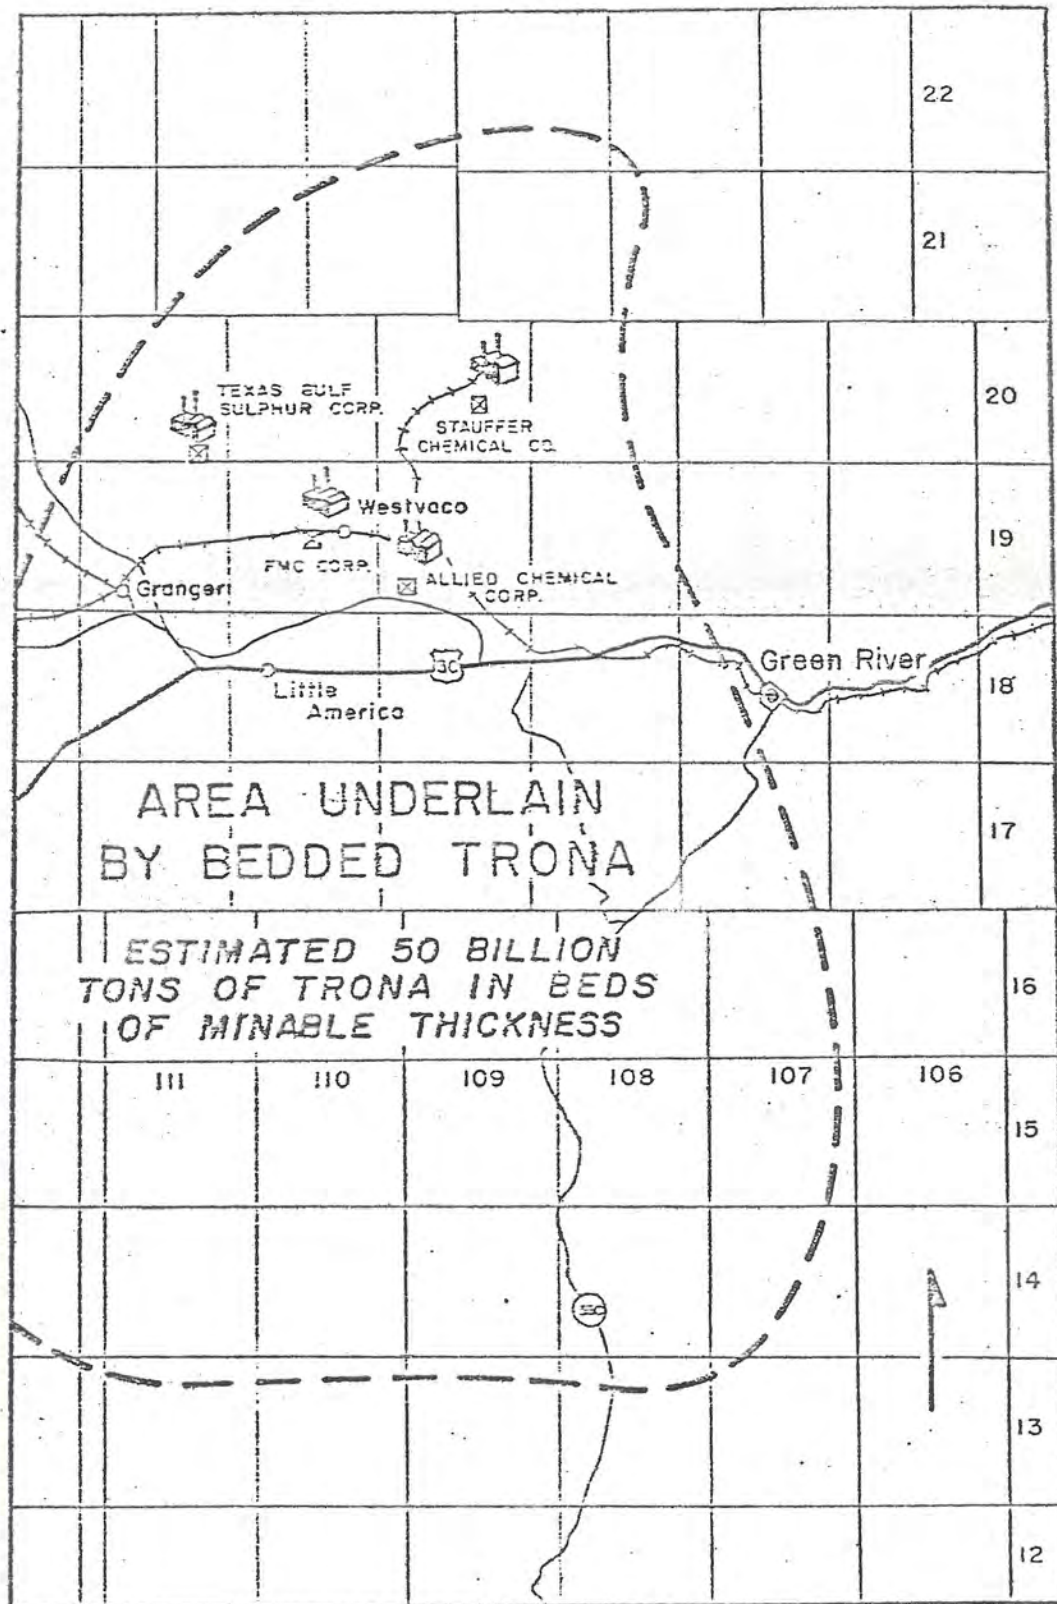 22
21
20
TEXAS GULF
SULPHUR CORP.
STAUFFER
CHEMICAL CO.
Westvaco
19
FMC CORP.
ALLIED CHEMICAL
CORP.
Granger
Green River
18
30
Little
America
AREA UNDERLAIN
BY BEDDED TRONA
17
ESTIMATED 50 BILLION
TONS OF TRONA IN BEDS
OF MINABLE THICKNESS
16
111 110 109 108 107 106
15
14
13
12